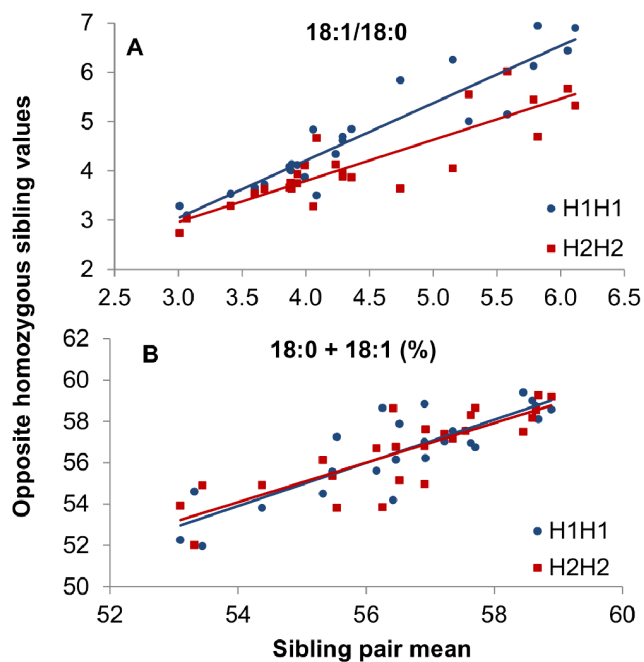 Opposite homozygous sibling values
A
18:1/18:0
7
6
5
4
3
2
H1H1
H2H2
2.5 3.0 3.5 4.0 4.5 5.0 5.5 6.0 6.5
B
18:0 + 18:1 (%)
62
60
58
56
54
52
50
H1H1
H2H2
52 54 56 58 60
Sibling pair mean